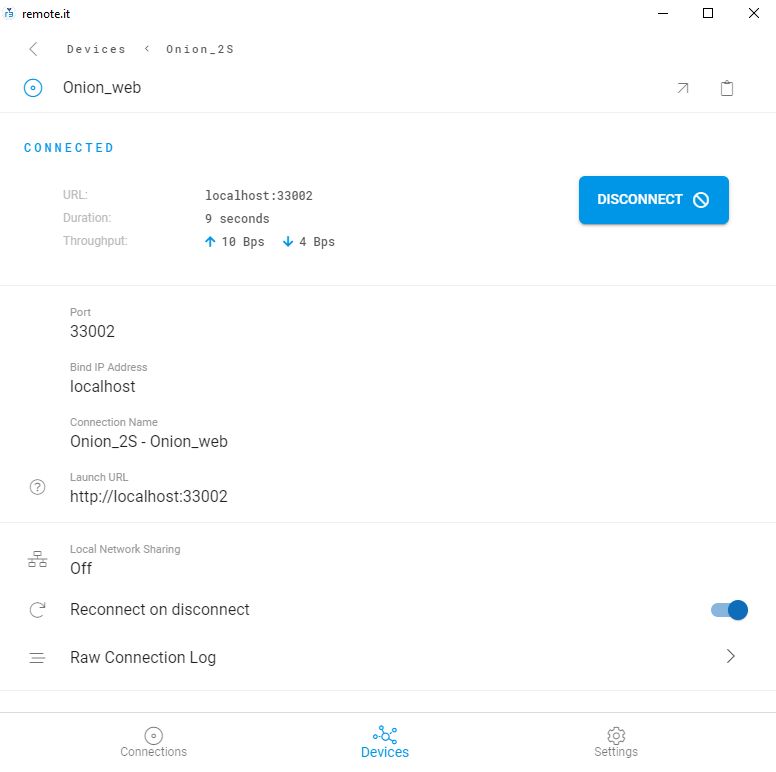 remote.it
Devices < Onion_2S
Onion_web
CONNECTED
URL: localhost:33002
Duration: 9 seconds
Throughput: 10 Bps 4 Bps
DISCONNECT
Port
33002
Bind IP Address
localhost
Connection Name
Onion_2S - Onion_web
Launch URL
http://localhost:33002
Local Network Sharing
Off
Reconnect on disconnect
Raw Connection Log
Connections Devices Settings